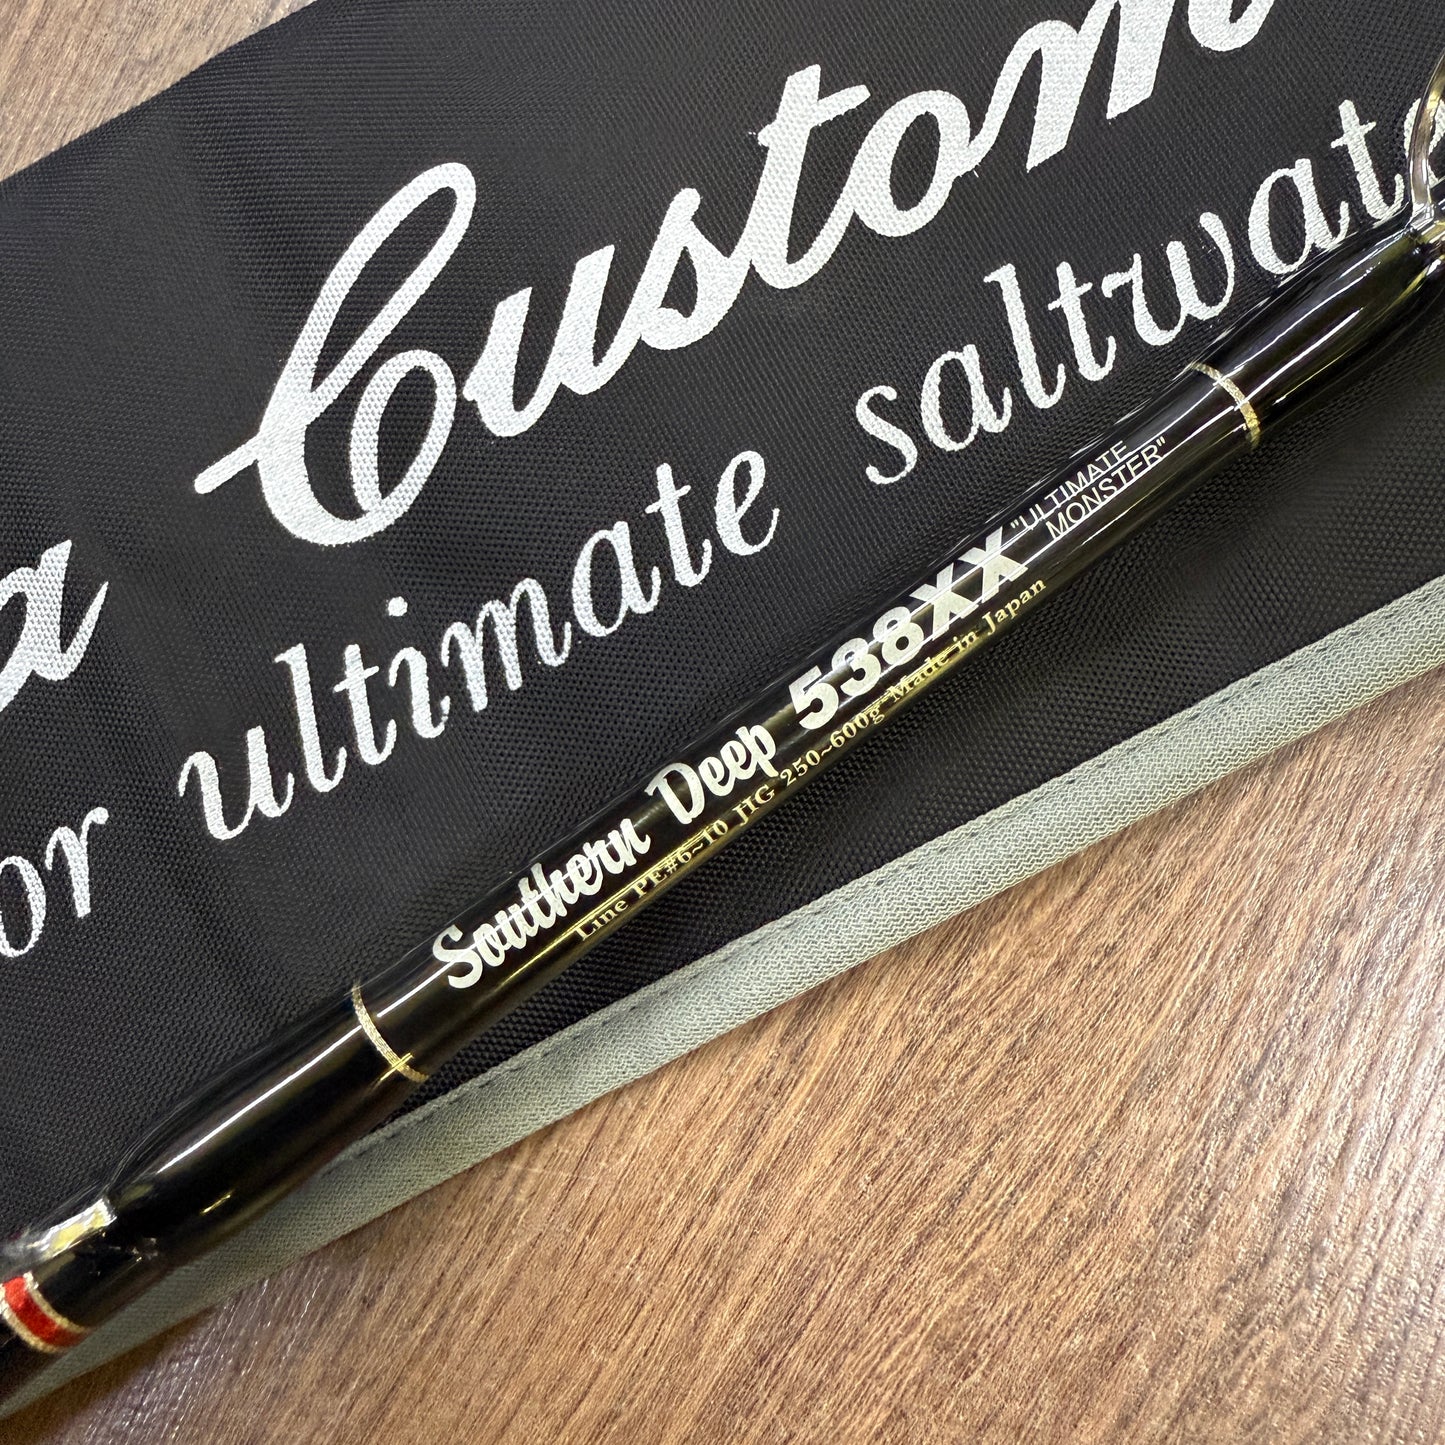 Custom
or ultimate saltwate
Southern Deep 538XX "ULTIMATE
MONSTER"
Line PE#6~10 JIG 250~600g Made in Japan